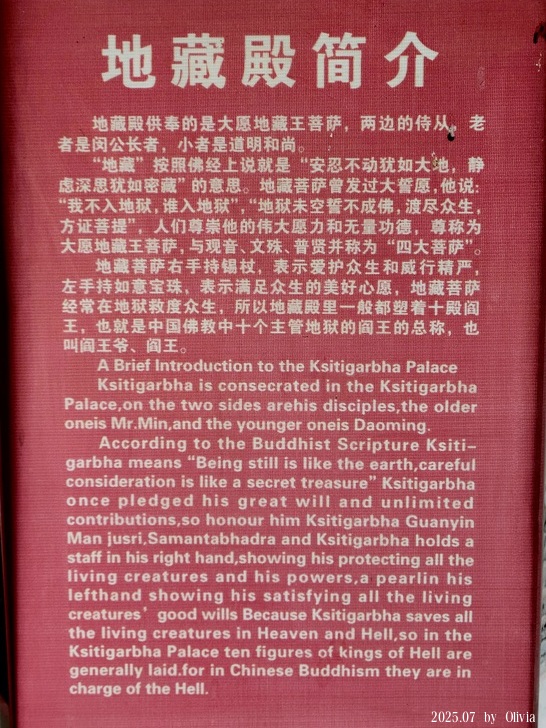 地藏殿简介
地藏殿供奉的是大愿地藏王菩萨，两边的侍从，老
者是闵公长者，小者是道明和尚。
“地藏”按照佛经上说就是“安忍不动犹如大地，静
虑深思犹如密藏”的意思。地藏菩萨曾发过大誓愿，他说：
“我不入地狱，谁入地狱”，“地狱未空誓不成佛，渡尽众生，
方证菩提”，人们尊崇他的伟大愿力和无量功德，尊称为
大愿地藏王菩萨，与观音、文殊、普贤并称为“四大菩萨”。
地藏菩萨右手持锡杖，表示爱护众生和威行精严，
左手持如意宝珠，表示满足众生的美好心愿，地藏菩萨
经常在地狱救度众生，所以地藏殿里一般都塑着十殿阎
王，也就是中国佛教中十个主管地狱的阎王的总称，也
叫阎王爷、阎王。
A Brief Introduction to the Ksitigarbha Palace
Ksitigarbha is consecrated in the Ksitigarbha
Palace,on the two sides arehis disciples,the older
oneis Mr.Min,and the younger oneis Daoming.
According to the Buddhist Scripture Ksiti-
garbha means “Being still is like the earth,careful
consideration is like a secret treasure” Ksitigarbha
once pledged his great will and unlimited
contributions,so honour him Ksitigarbha Guanyin
Man jusri,Samantabhadra and Ksitigarbha holds a
staff in his right hand,showing his protecting all the
living creatures and his powers,a pearlin his
lefthand showing his satisfying all the living
creatures’ good wills Because Ksitigarbha saves all
the living creatures in Heaven and Hell,so in the
Ksitigarbha Palace ten figures of kings of Hell are
generally laid.for in Chinese Buddhism they are in
charge of the Hell.
2025.07 by Olivia